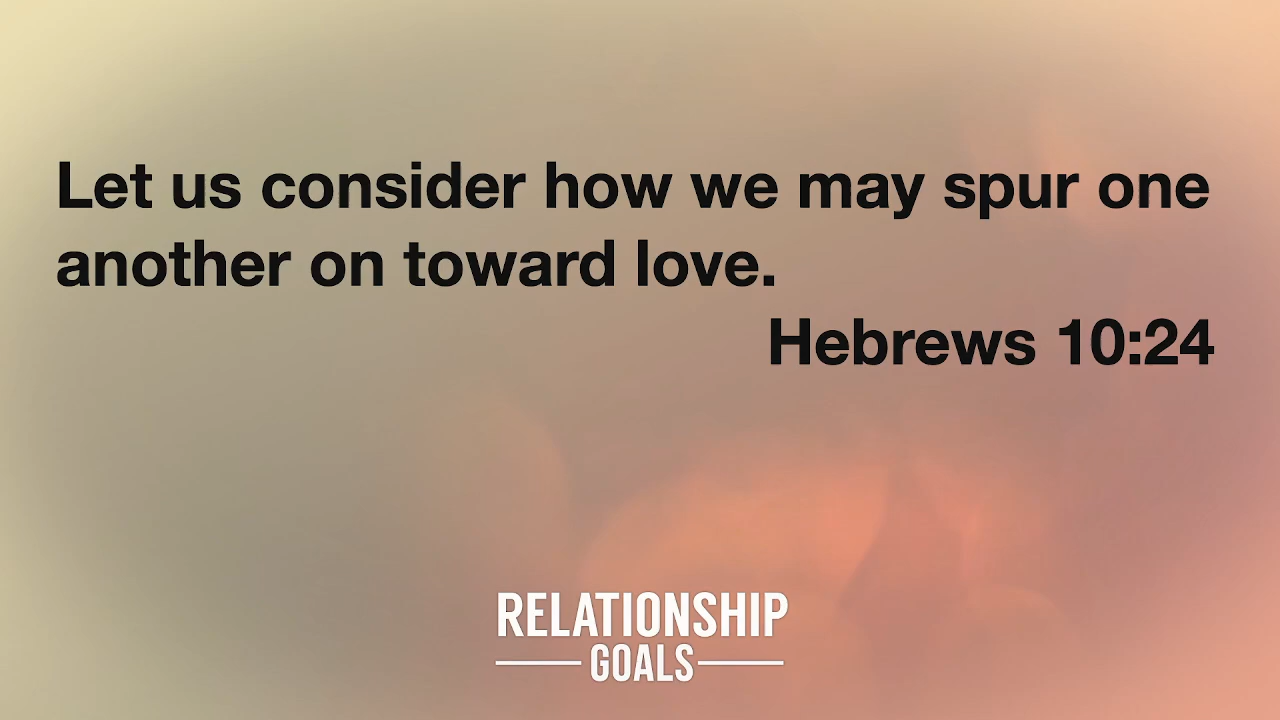 Let us consider how we may spur one
another on toward love.
Hebrews 10:24
RELATIONSHIP
GOALS